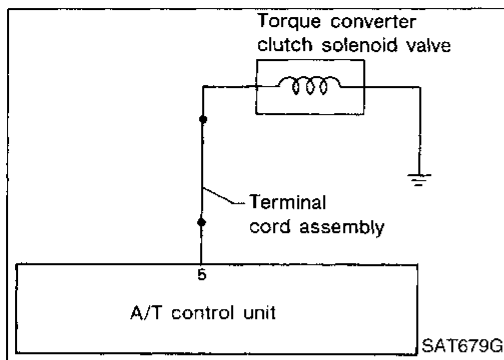 Torque converter
clutch solenoid valve
Terminal
cord assembly
5
A/T control unit
SAT679G